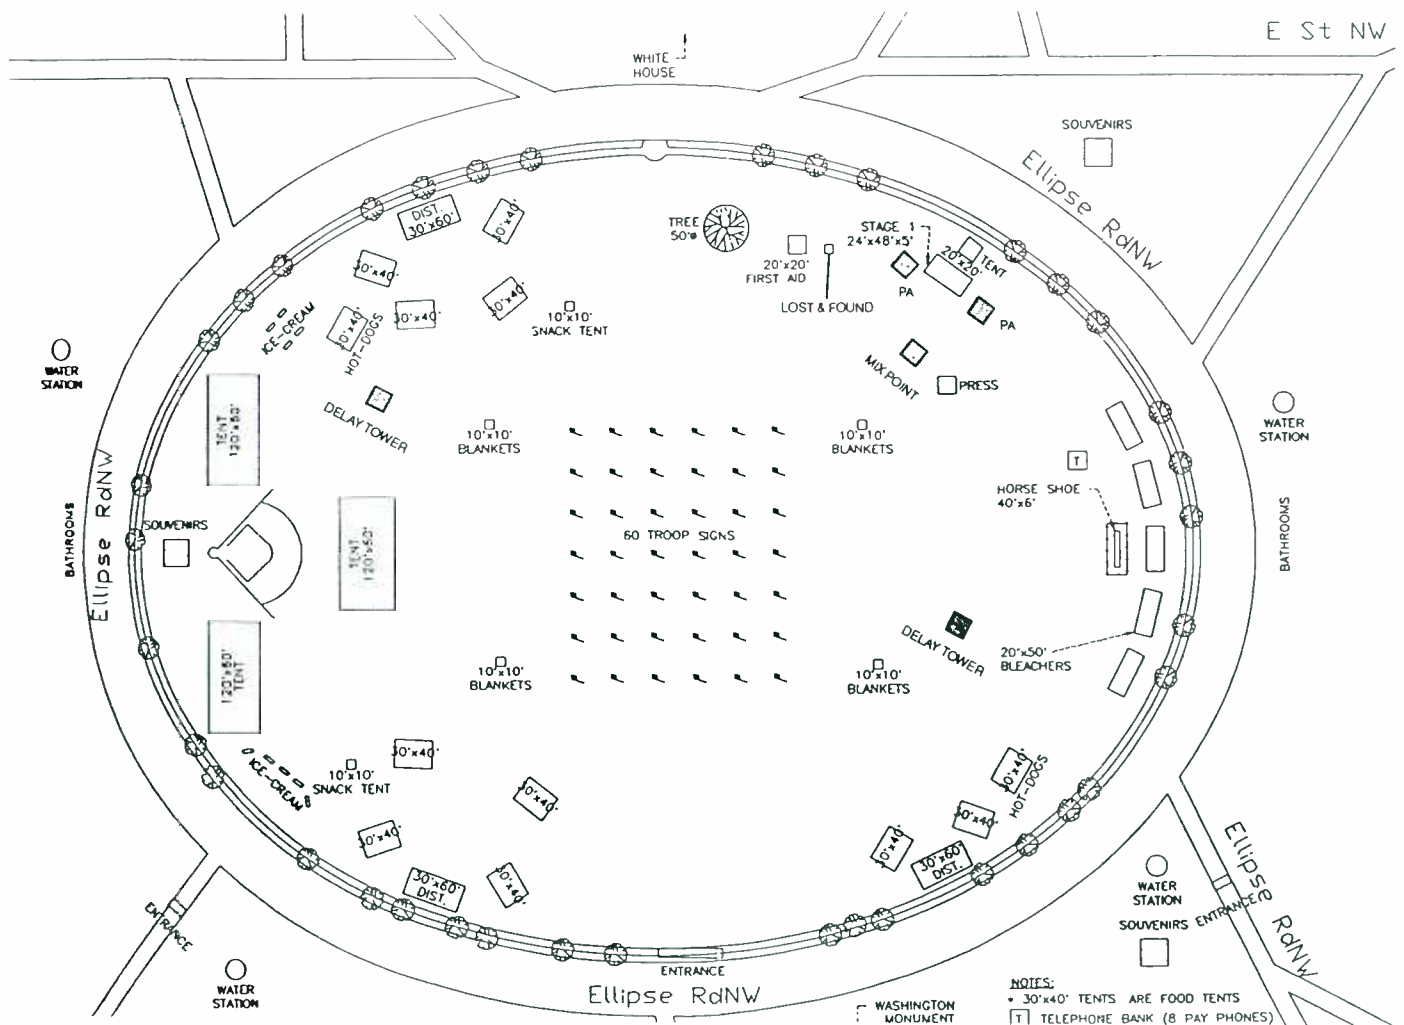 E St NW
WHITE
HOUSE
SOUVENIRS
Ellipse RdNW
DIST.
30'x60'
30'x40'
TREE
50'ø
STAGE 1
24'x48'x5'
20'x20'
TENT
20'x20'
FIRST AID
PA
LOST & FOUND
PA
30'x40'
30'x40'
30'x40'
30'x40'
HOT-DOGS
ICE-CREAM
10'x10'
SNACK TENT
MIX POINT
PRESS
WATER
STATION
DELAY TOWER
TENT
120'x60'
10'x10'
BLANKETS
10'x10'
BLANKETS
WATER
STATION
T
HORSE SHOE
40'x6'
Ellipse RdNW
BATHROOMS
SOUVENIRS
TENT
120'x60'
60 TROOP SIGNS
BATHROOMS
DELAY TOWER
20'x50'
BLEACHERS
120'x60'
TENT
10'x10'
BLANKETS
10'x10'
BLANKETS
ICE-CREAM
10'x10'
SNACK TENT
30'x40'
30'x40'
30'x40'
30'x60'
DIST.
30'x40'
30'x40'
HOT-DOGS
30'x40'
30'x40'
30'x60'
DIST.
Ellipse RdNW
WATER
STATION
SOUVENIRS
ENTRANCE
ENTRANCE
WATER
STATION
ENTRANCE
Ellipse RdNW
WASHINGTON
MONUMENT
NOTES:
• 30'x40' TENTS ARE FOOD TENTS
T TELEPHONE BANK (8 PAY PHONES)